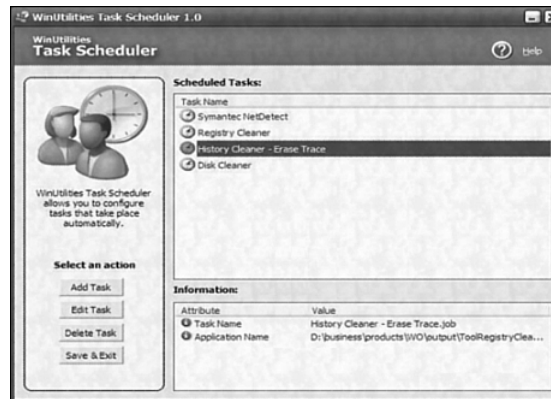 WinUtilities Task Scheduler 1.0
WinUtilities
Task Scheduler
Help
WinUtilities Task Scheduler
allows you to configure
tasks that take place
automatically.
Select an action
Add Task
Edit Task
Delete Task
Save & Exit
Scheduled Tasks:
Task Name
Symantec NetDetect
Registry Cleaner
History Cleaner - Erase Trace
Disk Cleaner
Information:
Attribute Value
Task Name History Cleaner - Erase Trace.job
Application Name D:\business\products\WO\output\ToolRegistryClea...